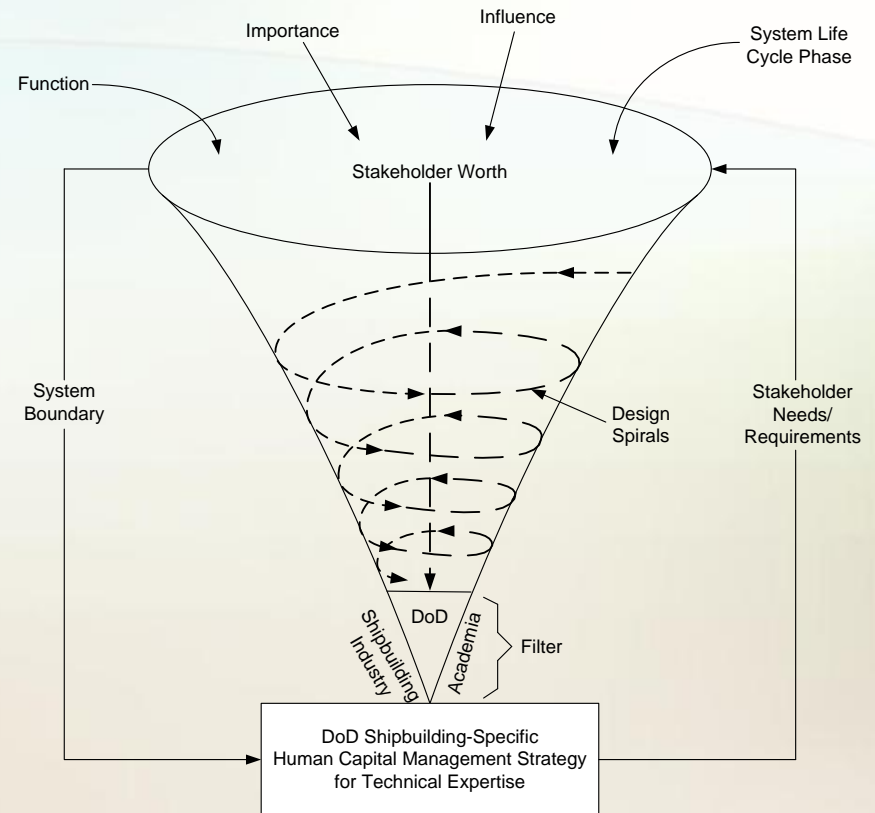 Influence
Importance
System Life
Cycle Phase
Function
Stakeholder Worth
System
Boundary
Design
Spirals
Stakeholder
Needs/
Requirements
DoD
Shipbuilding
Industry
Academia
Filter
DoD Shipbuilding-Specific
Human Capital Management Strategy
for Technical Expertise